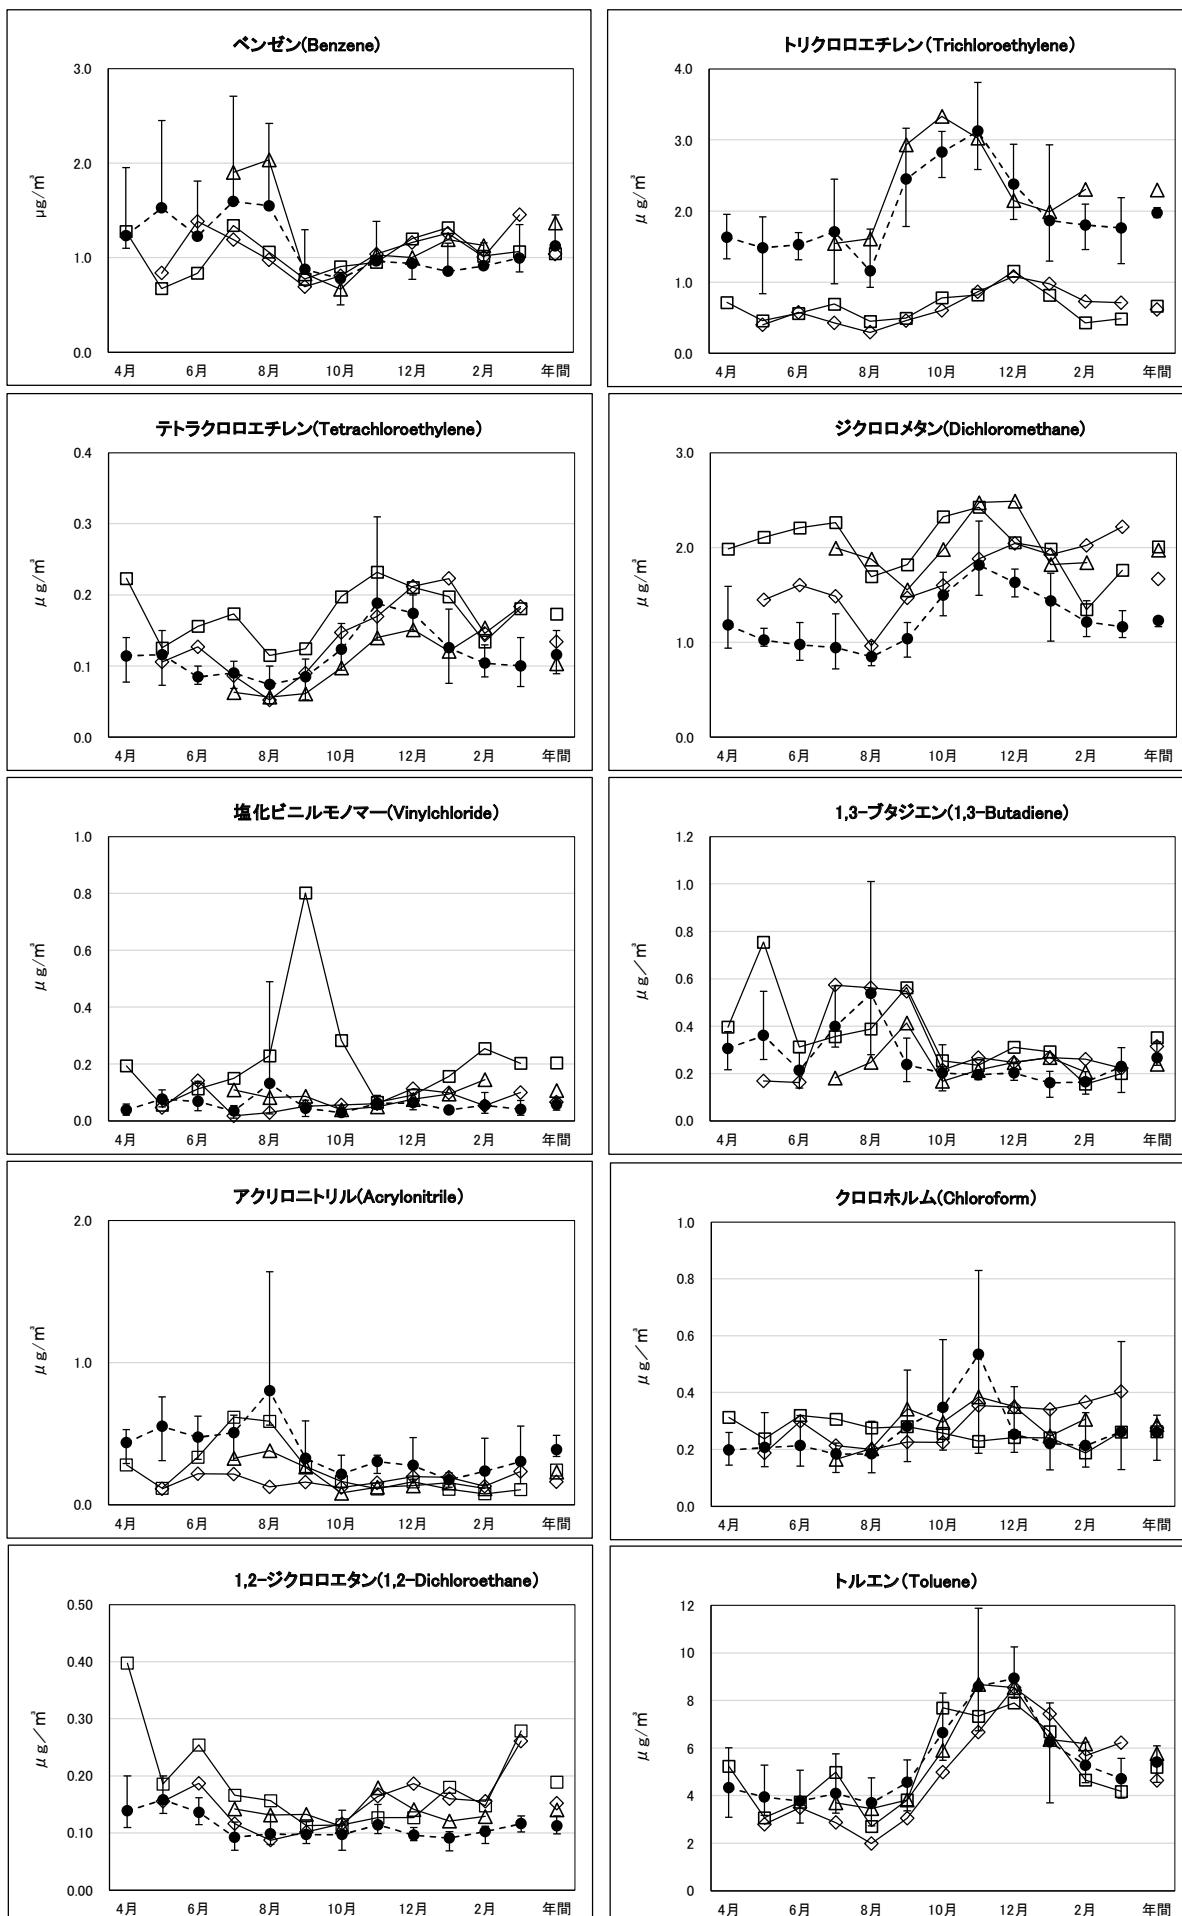 ベンゼン(Benzene)
μg/㎥
3.0
2.0
1.0
0.0
4月 6月 8月 10月 12月 2月 年間
トリクロロエチレン(Trichloroethylene)
μg/㎥
4.0
3.0
2.0
1.0
0.0
4月 6月 8月 10月 12月 2月 年間
テトラクロロエチレン(Tetrachloroethylene)
μg/㎥
0.4
0.3
0.2
0.1
0.0
4月 6月 8月 10月 12月 2月 年間
ジクロロメタン(Dichloromethane)
μg/㎥
3.0
2.0
1.0
0.0
4月 6月 8月 10月 12月 2月 年間
塩化ビニルモノマー(Vinylchloride)
μg/㎥
1.0
0.8
0.6
0.4
0.2
0.0
4月 6月 8月 10月 12月 2月 年間
1,3-ブタジエン(1,3-Butadiene)
μg/㎥
1.2
1.0
0.8
0.6
0.4
0.2
0.0
4月 6月 8月 10月 12月 2月 年間
アクリロニトリル(Acrylonitrile)
μg/㎥
2.0
1.0
0.0
4月 6月 8月 10月 12月 2月 年間
クロロホルム(Chloroform)
μg/㎥
1.0
0.8
0.6
0.4
0.2
0.0
4月 6月 8月 10月 12月 2月 年間
1,2-ジクロロエタン(1,2-Dichloroethane)
μg/㎥
0.50
0.40
0.30
0.20
0.10
0.00
4月 6月 8月 10月 12月 2月 年間
トルエン(Toluene)
μg/㎥
12
10
8
6
4
2
0
4月 6月 8月 10月 12月 2月 年間